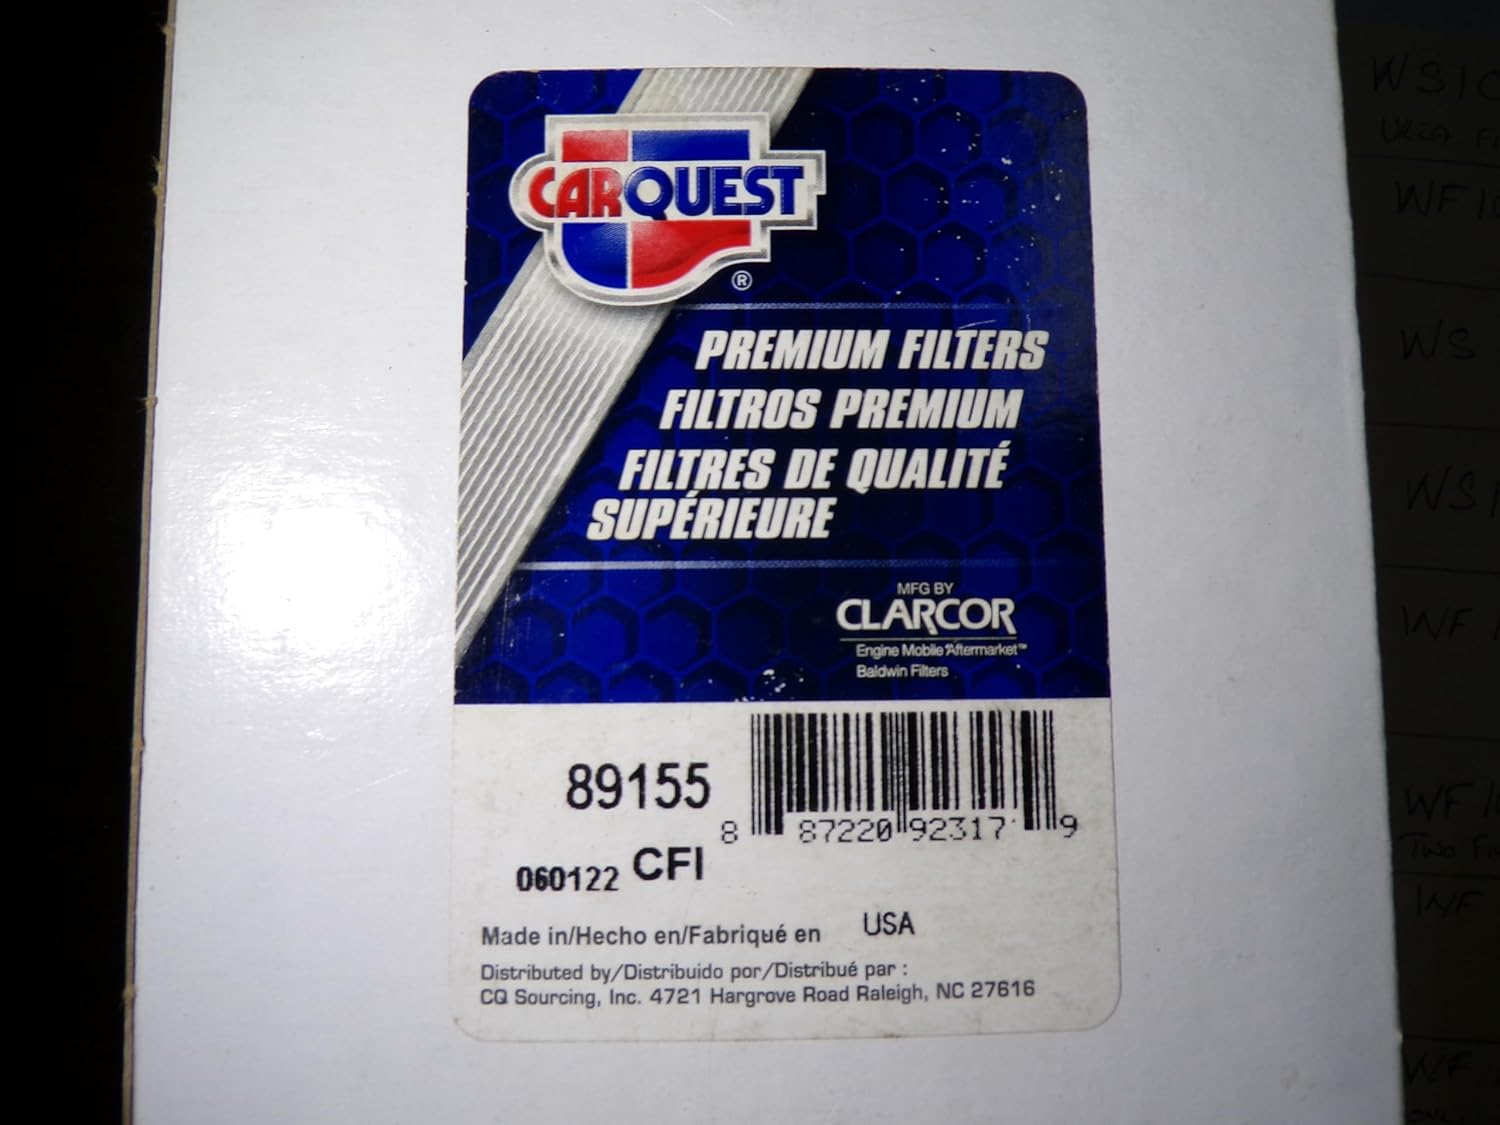 CARQUEST
®
PREMIUM FILTERS
FILTROS PREMIUM
FILTRES DE QUALITÉ
SUPÉRIEURE
MFG BY
CLARCOR
Engine Mobile Aftermarket™
Baldwin Filters
89155
8 87220 92317 9
060122 CFI
Made in/Hecho en/Fabriqué en USA
Distributed by/Distribuido por/Distribué par :
CQ Sourcing, Inc. 4721 Hargrove Road Raleigh, NC 27616
WS
WF
WS
WF
WF
WF